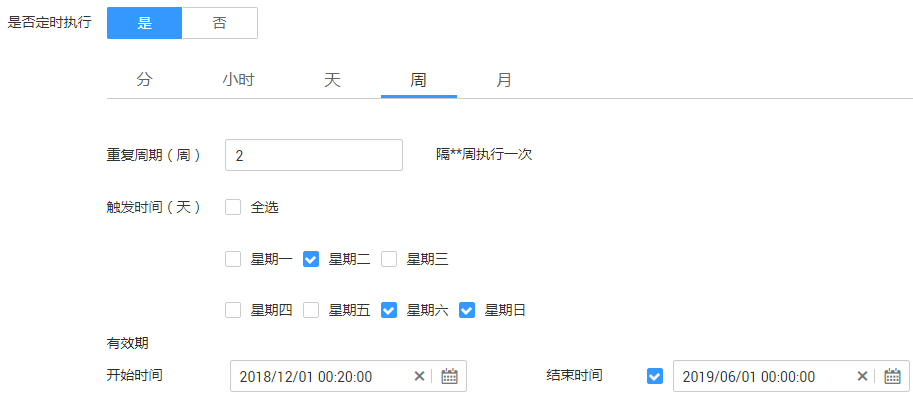 是否定时执行 是 否
分 小时 天 周 月
重复周期（周） 2 隔**周执行一次
触发时间（天） 全选
星期一 星期二 星期三
星期四 星期五 星期六 星期日
有效期
开始时间 2018/12/01 00:20:00 结束时间 2019/06/01 00:00:00